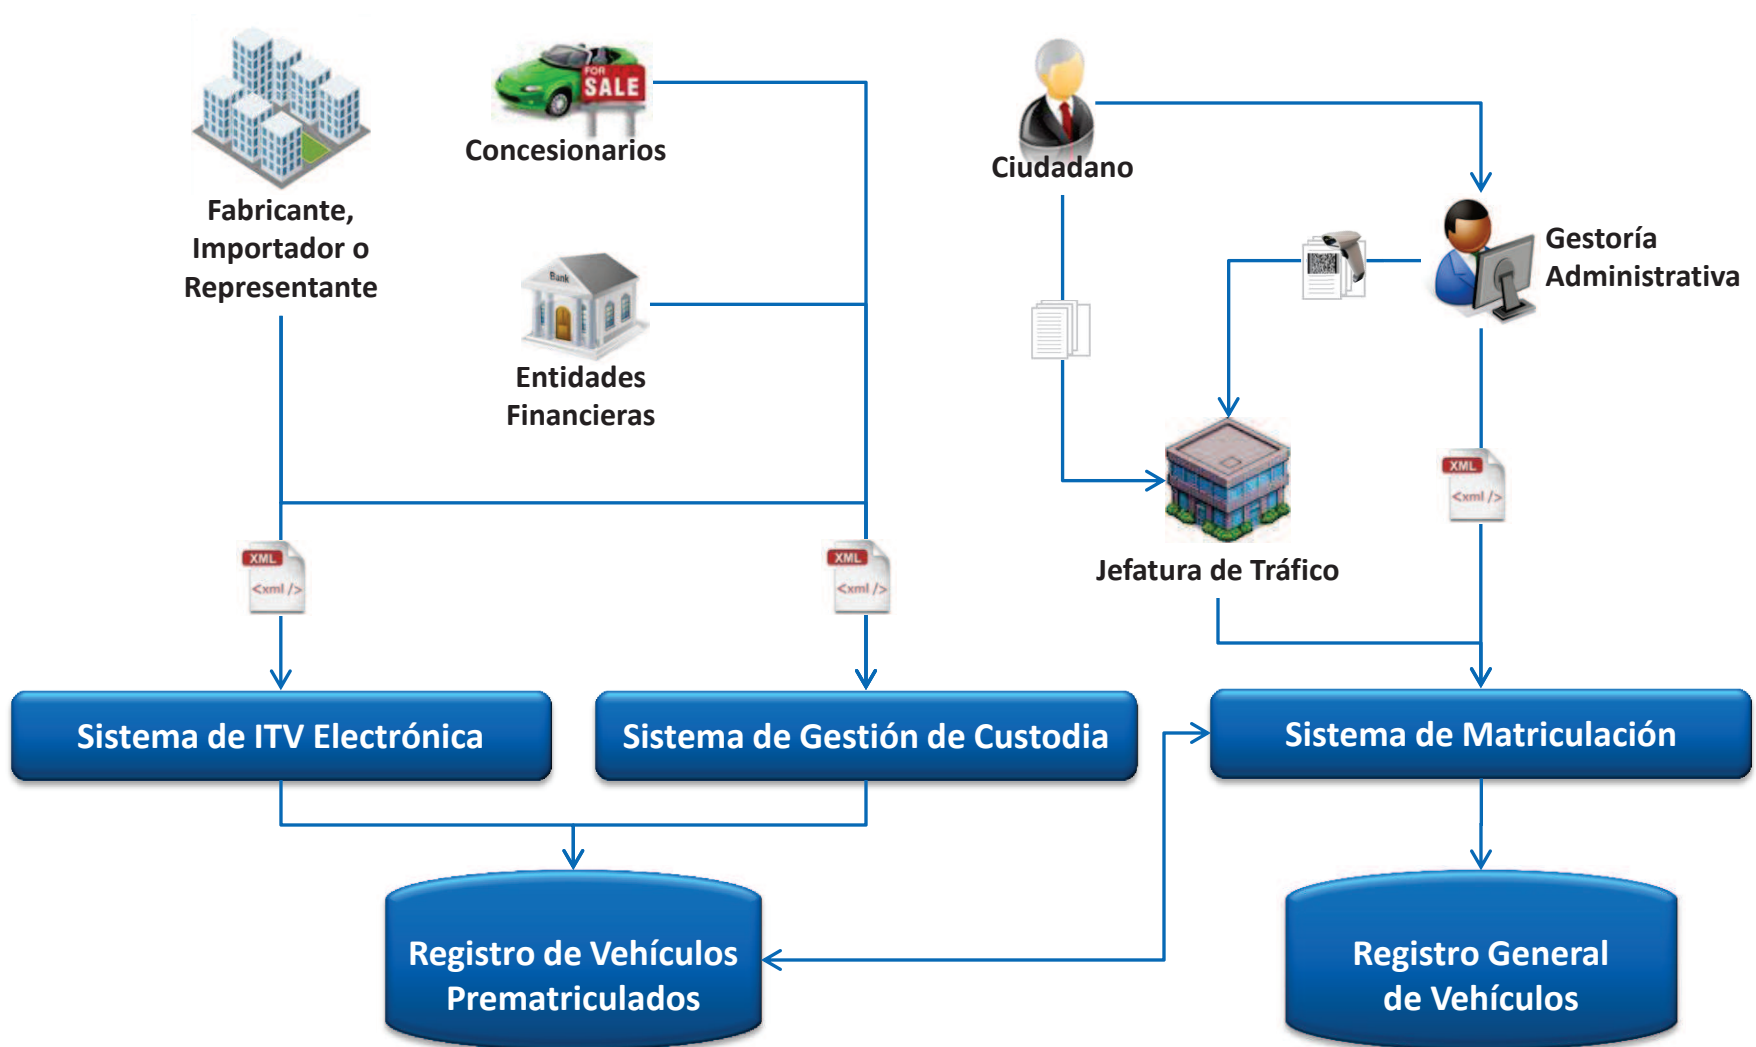 FOR
SALE
Concesionarios
Ciudadano
Fabricante,
Importador o
Representante
Bank
Entidades
Financieras
Gestoría
Administrativa
XML
<xml />
Jefatura de Tráfico
XML
<xml />
XML
<xml />
Sistema de ITV Electrónica
Sistema de Gestión de Custodia
Sistema de Matriculación
Registro de Vehículos
Prematriculados
Registro General
de Vehículos